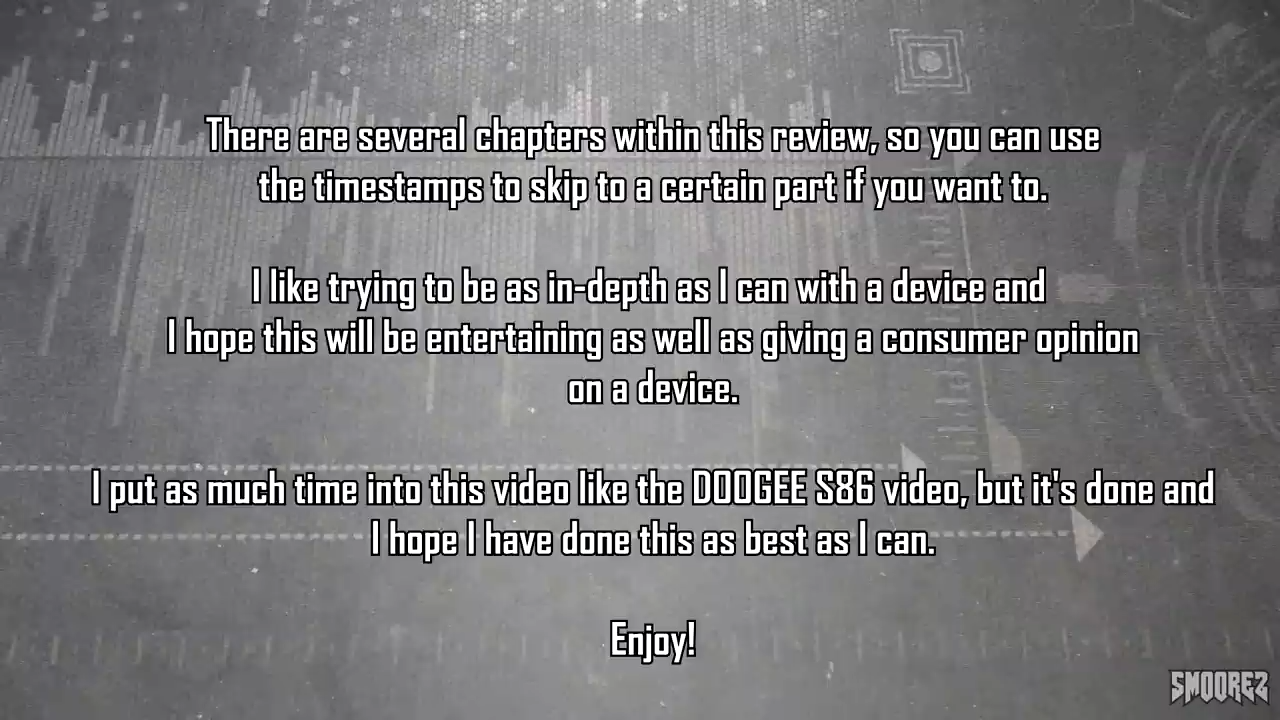 There are several chapters within this review, so you can use
the timestamps to skip to a certain part if you want to.
I like trying to be as in-depth as I can with a device and
I hope this will be entertaining as well as giving a consumer opinion
on a device.
I put as much time into this video like the DOOGEE S86 video, but it's done and
I hope I have done this as best as I can.
Enjoy!
SMOOREZ